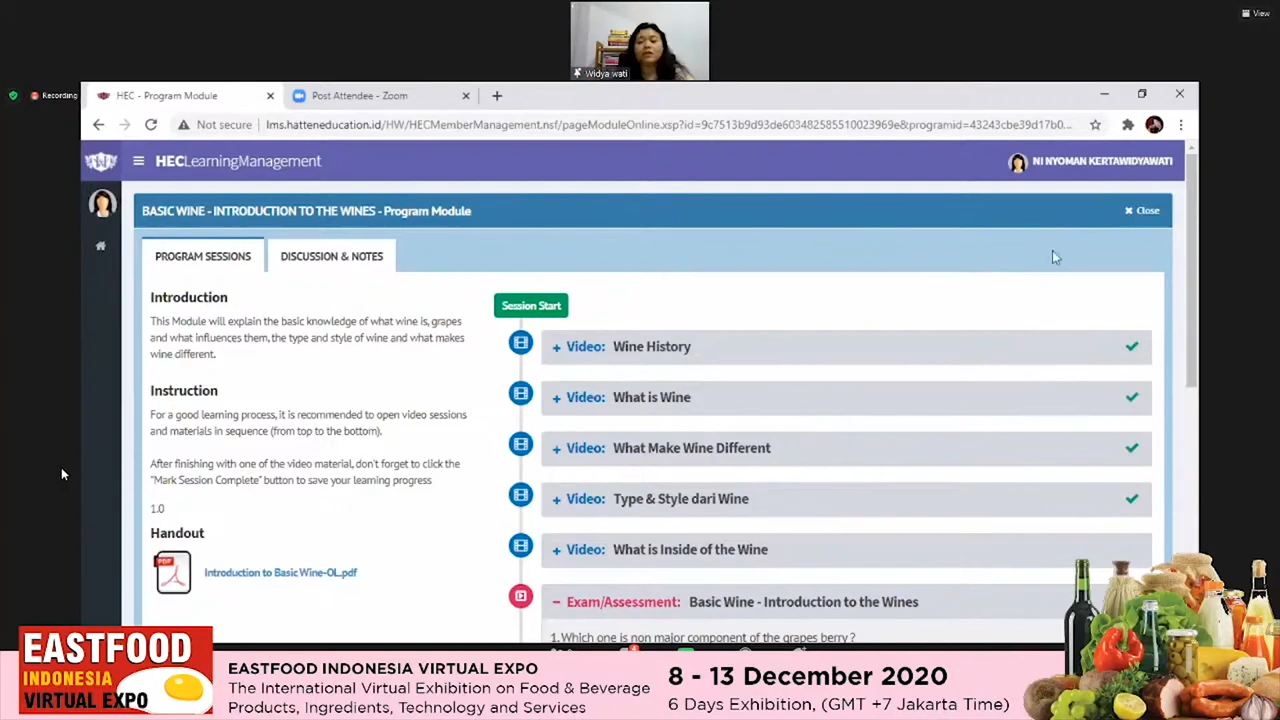 View
Widya wati
Recording
HEC - Program Module
Post Attendee - Zoom
Not secure
lms.hatteneducation.id/HW/HECMemberManagement.nsf/pageModuleOnline.xsp?id=9c7513b9d93de603482585510023969e&programid=43243cbe39d17b0...
HECLearningManagement
NI NYOMAN KERTAWIDYAWATI
BASIC WINE - INTRODUCTION TO THE WINES - Program Module
Close
PROGRAM SESSIONS
DISCUSSION & NOTES
Introduction
This Module will explain the basic knowledge of what wine is, grapes
and what influences them, the type and style of wine and what makes
wine different.
Instruction
For a good learning process, it is recommended to open video sessions
and materials in sequence (from top to the bottom).
After finishing with one of the video material, don't forget to click the
"Mark Session Complete" button to save your learning progress
1.0
Handout
PDF
Introduction to Basic Wine-OL.pdf
Session Start
+ Video: Wine History
+ Video: What is Wine
+ Video: What Make Wine Different
+ Video: Type & Style dari Wine
+ Video: What is Inside of the Wine
− Exam/Assessment: Basic Wine - Introduction to the Wines
1.Which one is non major component of the grapes berry ?
EASTFOOD
INDONESIA
VIRTUAL EXPO
EASTFOOD INDONESIA VIRTUAL EXPO
The International Virtual Exhibition on Food & Beverage
Products, Ingredients, Technology and Services
8 - 13 December 2020
6 Days Exhibition, (GMT +7 Jakarta Time)